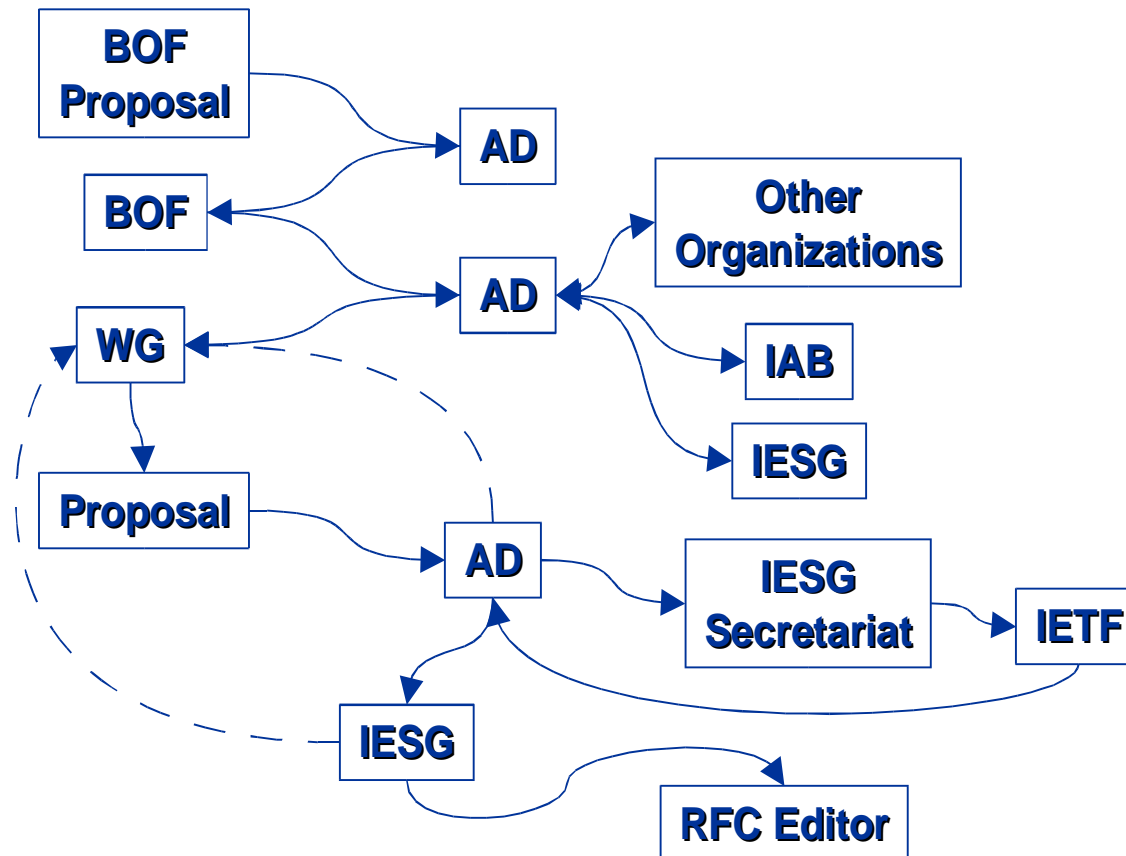 BOF
Proposal
AD
BOF
Other
Organizations
AD
WG
IAB
IESG
Proposal
AD
IESG
Secretariat
IETF
IESG
RFC Editor